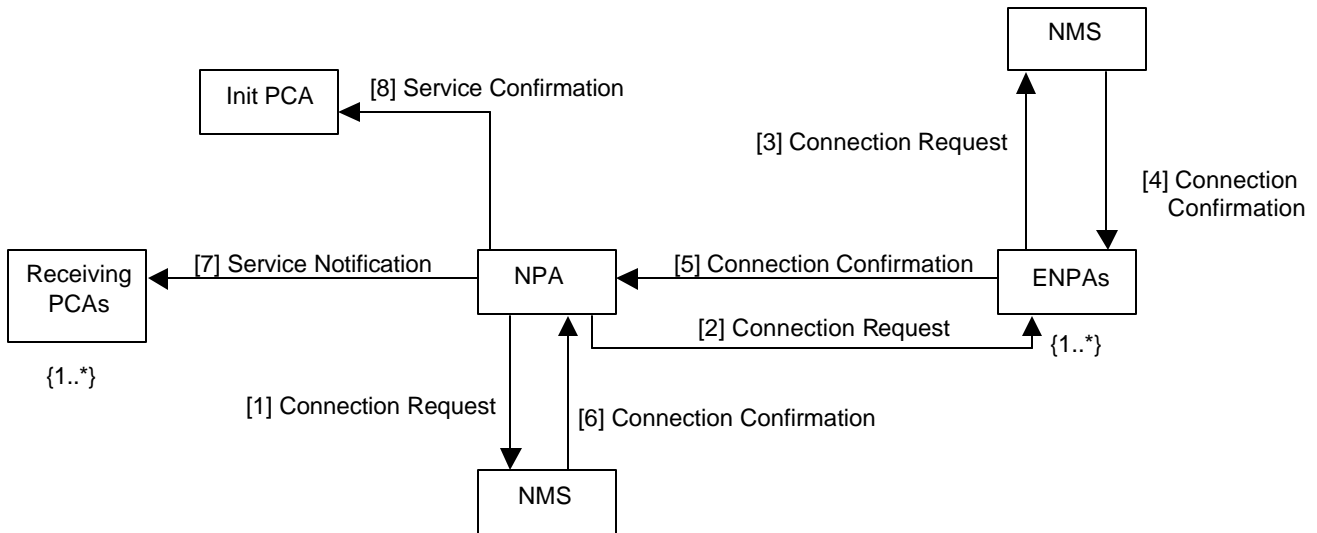 NMS
Init PCA
[8] Service Confirmation
[3] Connection Request
[4] Connection
Confirmation
Receiving
PCAs
[7] Service Notification
NPA
[5] Connection Confirmation
ENPAs
[2] Connection Request
{1..*}
{1..*}
[1] Connection Request
[6] Connection Confirmation
NMS